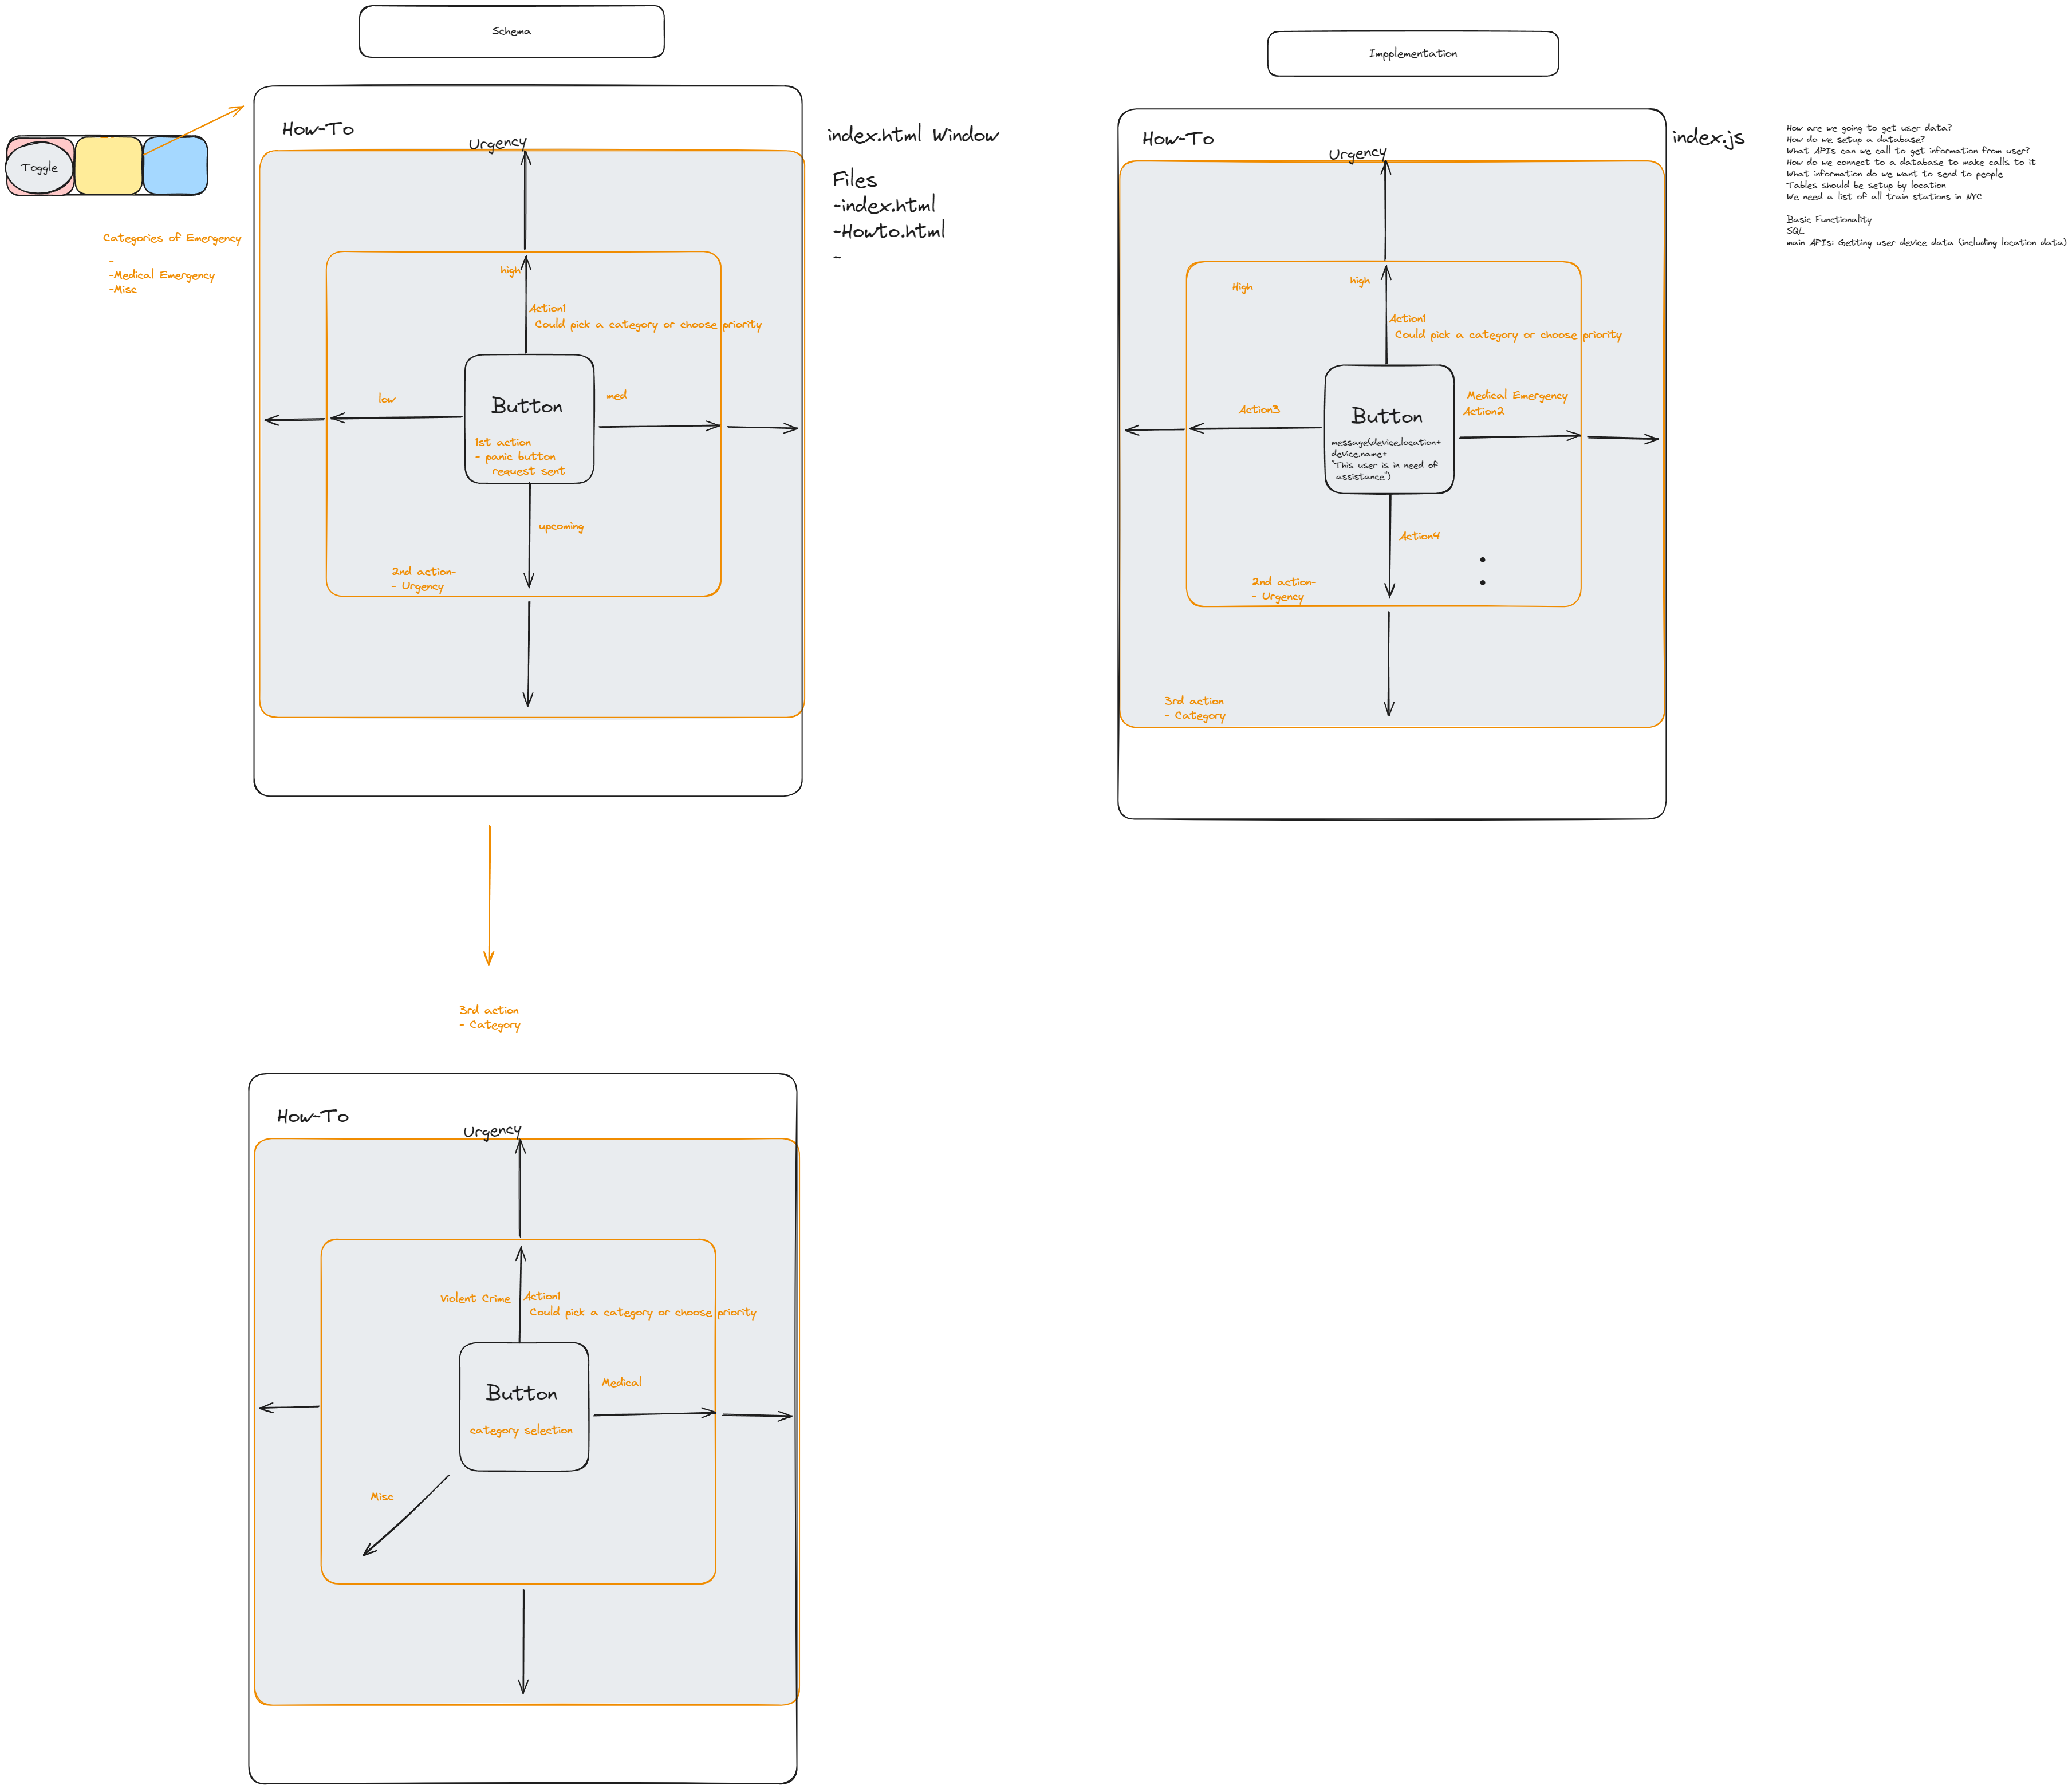 Schema
How-To
Urgency
Toggle
Categories of Emergency
-
-Medical Emergency
-Misc
high
Action1
Could pick a category or choose priority
low
med
Button
1st action
- panic button
request sent
upcoming
2nd action-
- Urgency
index.html Window
Files
-index.html
-Howto.html
-
Impplementation
How-To
Urgency
High
high
Action1
Could pick a category or choose priority
Action3
Medical Emergency
Action2
Button
message(device.location+
device.name+
"This user is in need of
assistance")
Action4
2nd action-
- Urgency
3rd action
- Category
index.js
How are we going to get user data?
How do we setup a database?
What APIs can we call to get information from user?
How do we connect to a database to make calls to it
What information do we want to send to people
Tables should be setup by location
We need a list of all train stations in NYC
Basic Functionality
SQL
main APIs: Getting user device data (including location data)
3rd action
- Category
How-To
Urgency
Violent Crime
Action1
Could pick a category or choose priority
Button
category selection
Medical
Misc